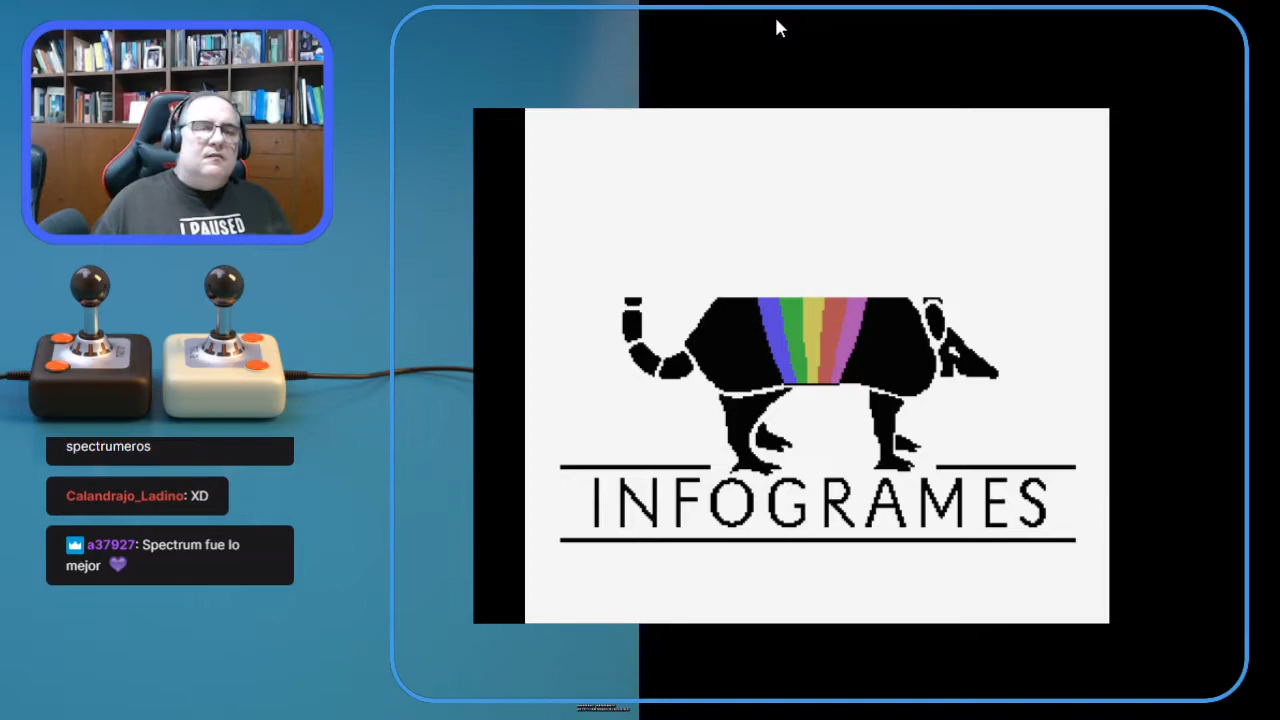 I PAUSED
INFOGRAMES
spectrumeros
Calandrajo_Ladino: XD
a37927: Spectrum fue lo
mejor 💜